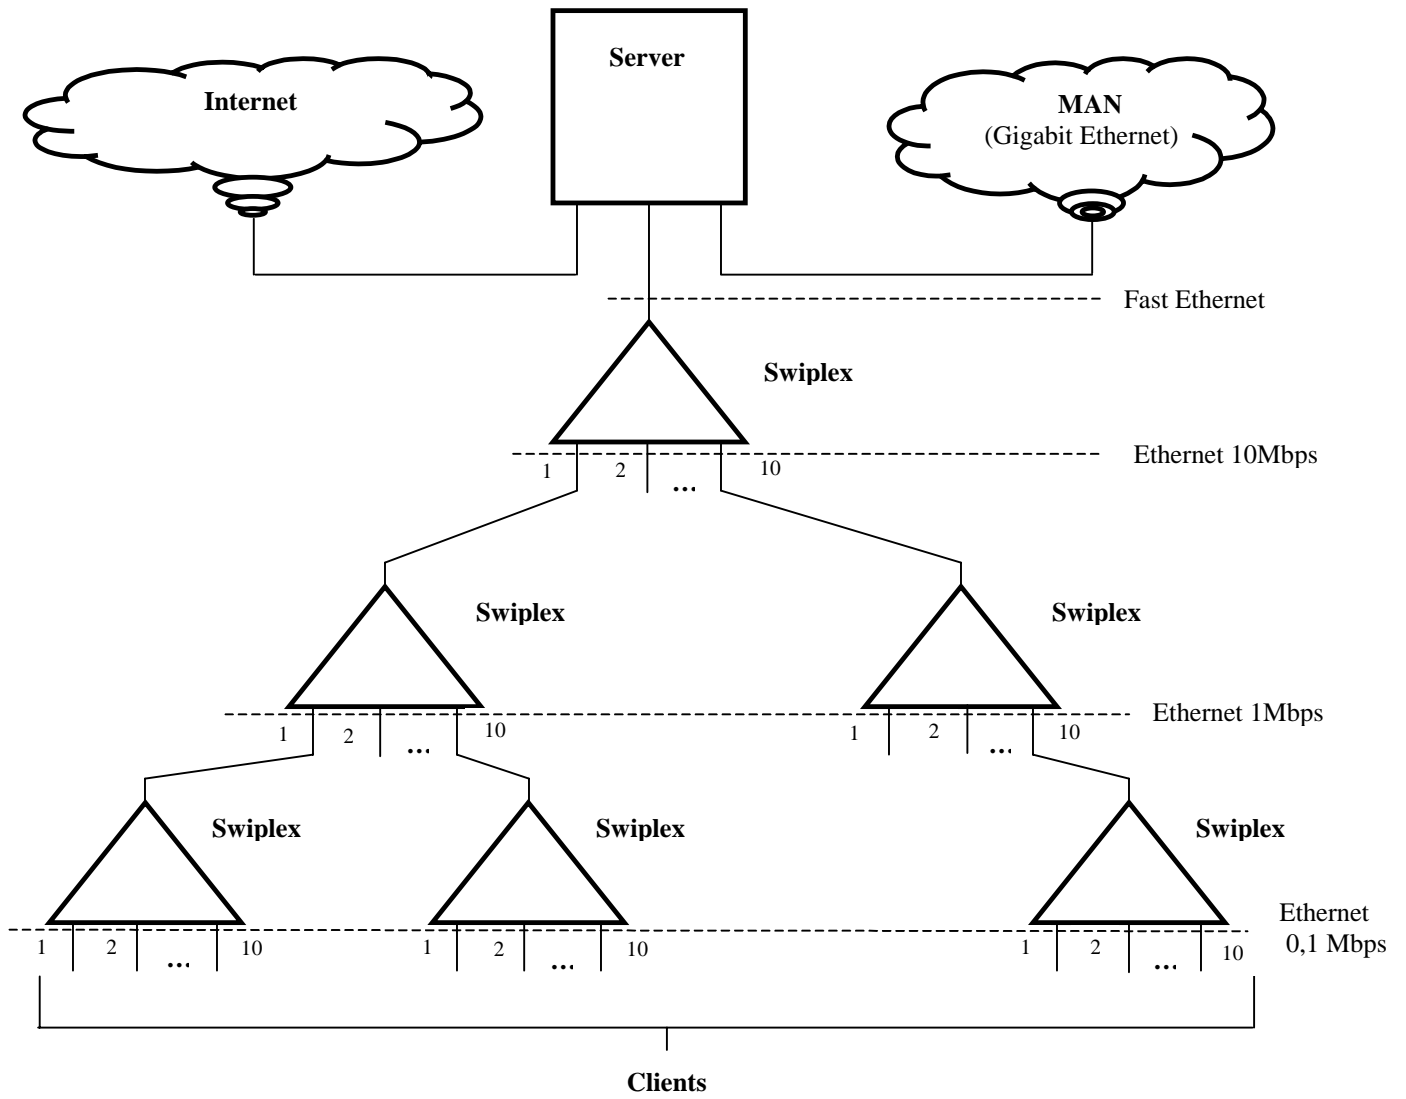 Server
Internet
MAN
(Gigabit Ethernet)
Fast Ethernet
Swiplex
Ethernet 10Mbps
1 2 ... 10
Swiplex Swiplex
Ethernet 1Mbps
1 2 ... 10 1 2 ... 10
Swiplex Swiplex Swiplex
Ethernet
0,1 Mbps
1 2 ... 10 1 2 ... 10 1 2 ... 10
Clients